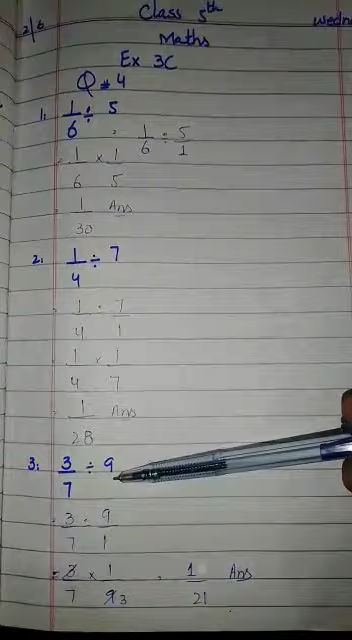 Class 5th
2/6 Wedne
Maths
Ex 3C
Q 4
1. 1/6 ÷ 5
= 1/6 ÷ 5/1
= 1/6 × 1/5
= 1/30 Ans
2. 1/4 ÷ 7
= 1/4 ÷ 7/1
= 1/4 × 1/7
= 1/28 Ans
3. 3/7 ÷ 9
= 3/7 ÷ 9/1
= 3/7 × 1/9 3 = 1/21 Ans